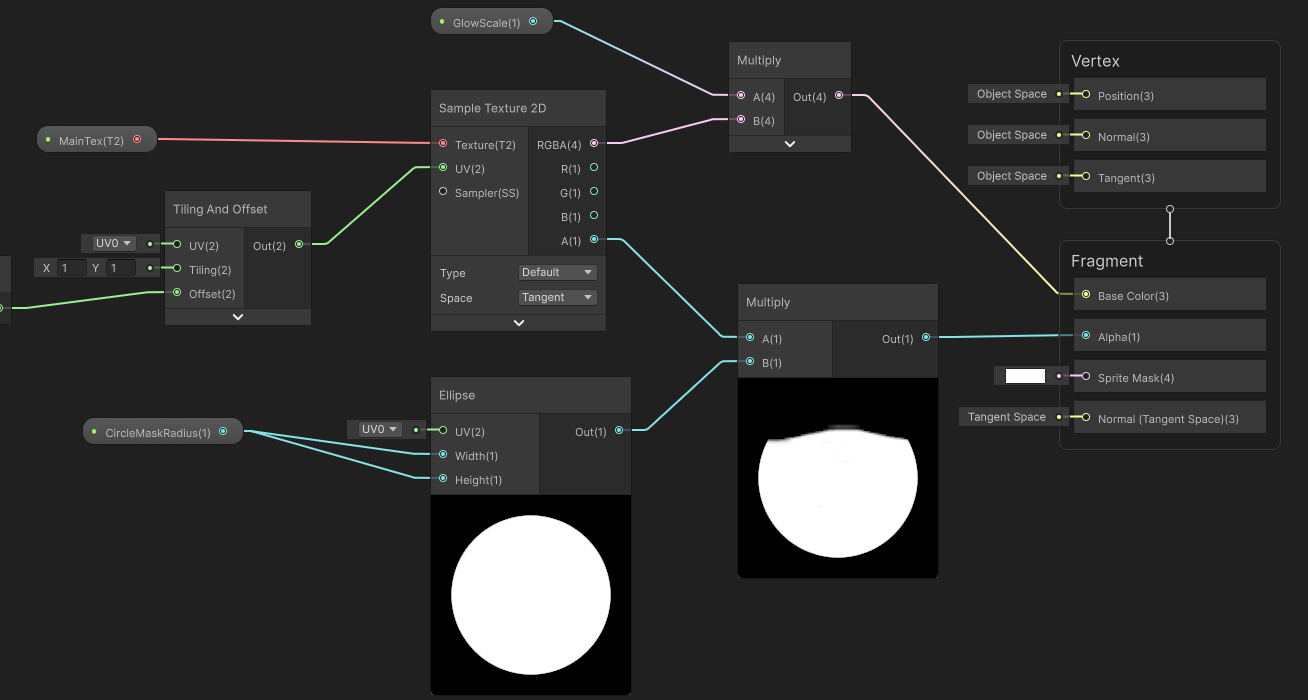 GlowScale(1)
Multiply
A(4)
Out(4)
B(4)
Vertex
Object Space
Position(3)
Object Space
Normal(3)
Object Space
Tangent(3)
Sample Texture 2D
MainTex(T2)
Texture(T2)
RGBA(4)
UV(2)
R(1)
Sampler(SS)
G(1)
B(1)
A(1)
Type
Default
Space
Tangent
Tiling And Offset
UV0
UV(2)
Out(2)
X 1 Y 1
Tiling(2)
Offset(2)
Fragment
Base Color(3)
Alpha(1)
Sprite Mask(4)
Tangent Space
Normal (Tangent Space)(3)
Multiply
A(1)
Out(1)
B(1)
Ellipse
CircleMaskRadius(1)
UV0
UV(2)
Out(1)
Width(1)
Height(1)